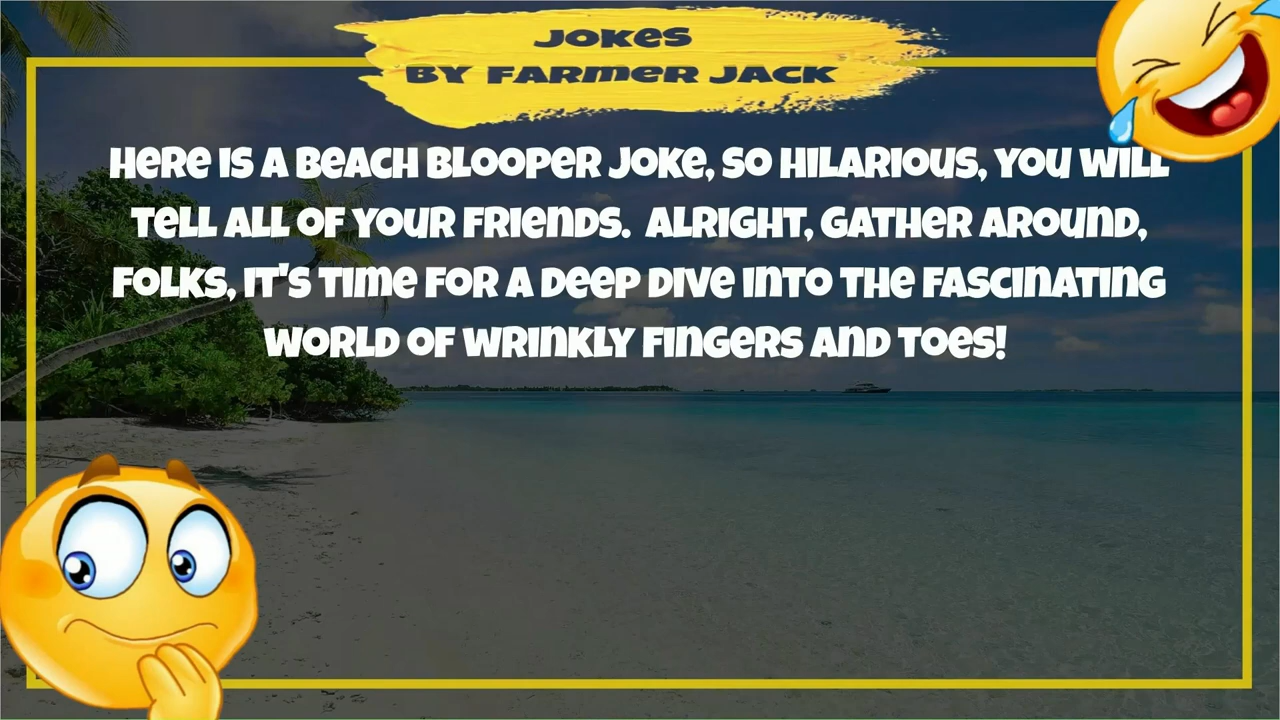 JOKES
BY FARMER JACK
HERE IS A BEACH BLOOPER JOKE, SO HILARIOUS, YOU WILL
TELL ALL OF YOUR FRIENDS. ALRIGHT, GATHER AROUND,
FOLKS, IT'S TIME FOR A DEEP DIVE INTO THE FASCINATING
WORLD OF WRINKLY FINGERS AND TOES!